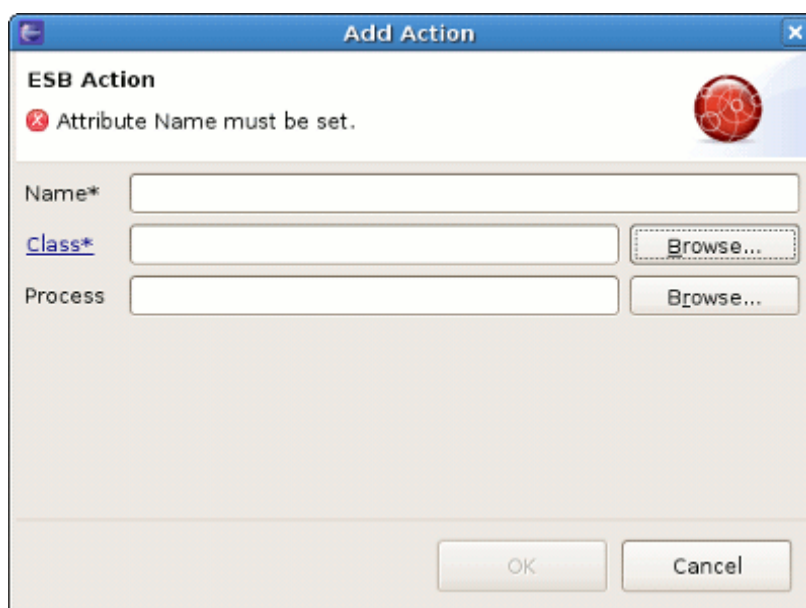 Add Action
ESB Action
Attribute Name must be set.
Name*
Class* Browse...
Process Browse...
OK Cancel